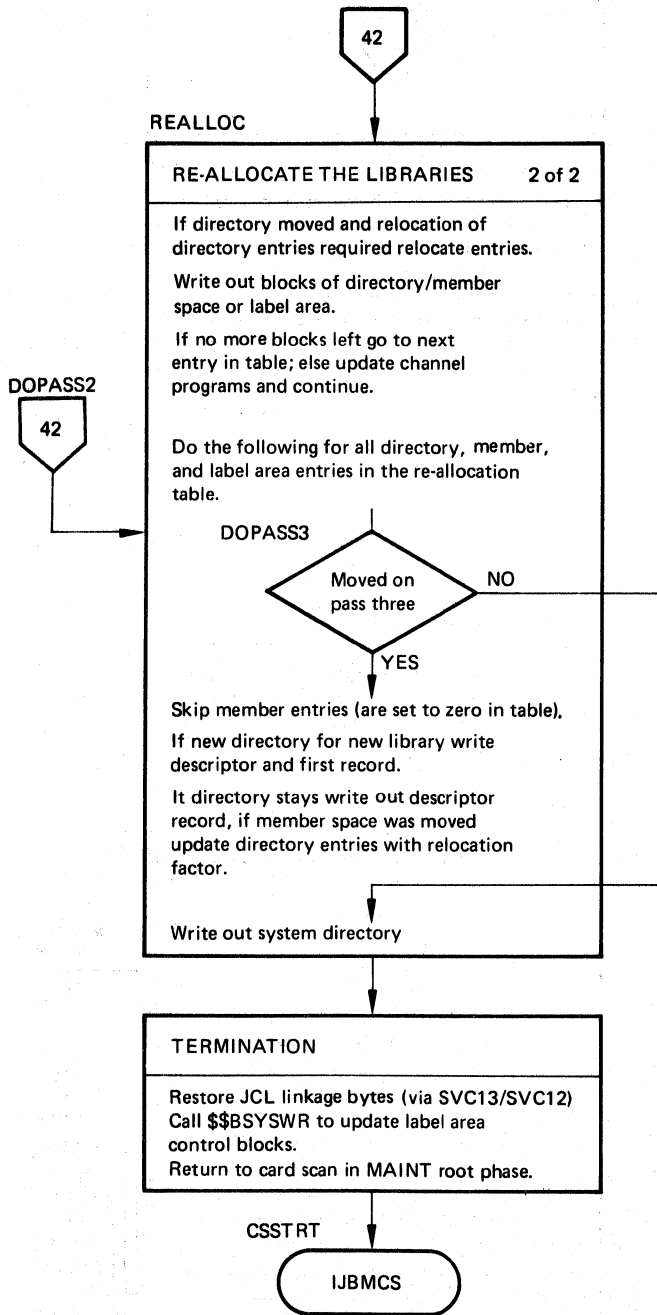 42
REALLOC
RE-ALLOCATE THE LIBRARIES 2 of 2
If directory moved and relocation of
directory entries required relocate entries.
Write out blocks of directory/member
space or label area.
If no more blocks left go to next
entry in table; else update channel
programs and continue.
DOPASS2
42
Do the following for all directory, member,
and label area entries in the re-allocation
table.
DOPASS3
Moved on
pass three
NO
YES
Skip member entries (are set to zero in table).
If new directory for new library write
descriptor and first record.
It directory stays write out descriptor
record, if member space was moved
update directory entries with relocation
factor.
Write out system directory
TERMINATION
Restore JCL linkage bytes (via SVC13/SVC12)
Call $$BSYSWR to update label area
control blocks.
Return to card scan in MAINT root phase.
CSSTRT
IJBMCS